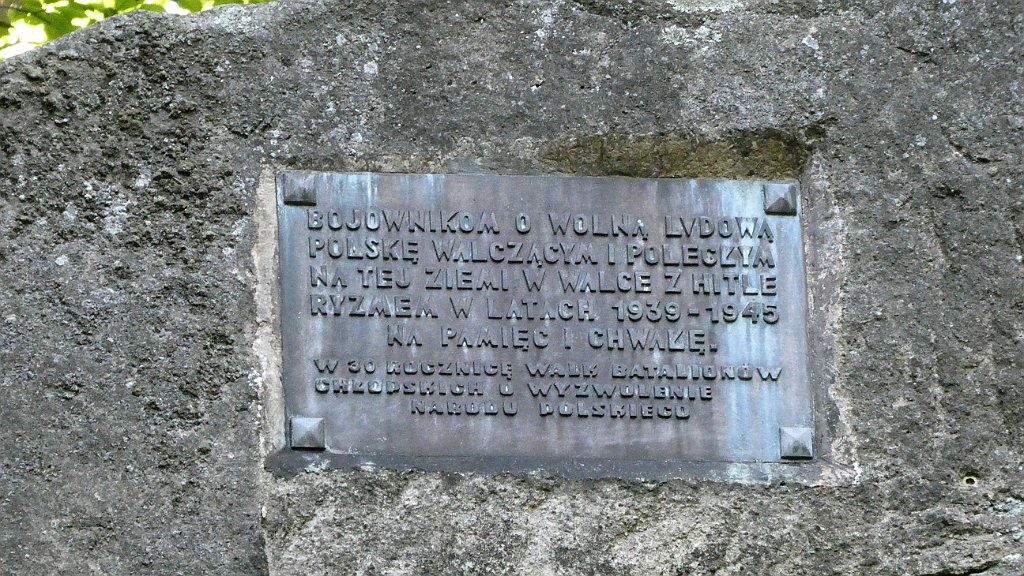 BOJOWNIKOM O WOLNĄ LVDOWĄ
POLSKĘ WALCZĄCYM I POLEGŁYM
NA TEJ ZIEMI W WALCE Z HITLE
RYZMEM W LATACH 1939-1945
NA PAMIĘĆ I CHWAŁĘ.
W 30 ROCZNICĘ WALK BATALIONÓW
CHŁOPSKICH O WYZWOLENIE
NARODU POLSKIEGO